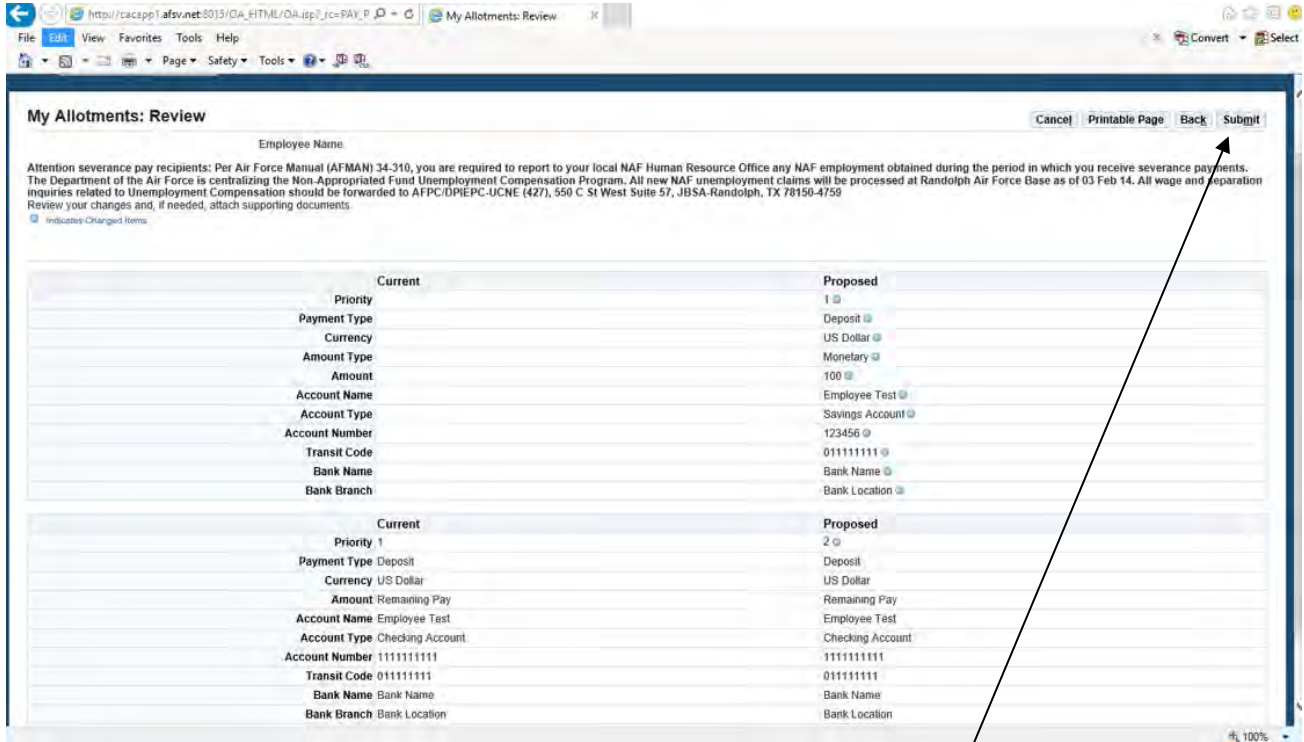 http://cacapp1.afsv.net:8015/OA_HTML/OA.jsp?_rc=PAY_P
My Allotments: Review
File Edit View Favorites Tools Help
Convert Select
Page Safety Tools
My Allotments: Review
Cancel Printable Page Back Submit
Employee Name
Attention severance pay recipients: Per Air Force Manual (AFMAN) 34-310, you are required to report to your local NAF Human Resource Office any NAF employment obtained during the period in which you receive severance payments.
The Department of the Air Force is centralizing the Non-Appropriated Fund Unemployment Compensation Program. All new NAF unemployment claims will be processed at Randolph Air Force Base as of 03 Feb 14. All wage and separation
inquiries related to Unemployment Compensation should be forwarded to AFPC/DPIEPC-UCNE (427), 550 C St West Suite 57, JBSA-Randolph, TX 78150-4759
Review your changes and, if needed, attach supporting documents.
Indicates Changed Items
Current Proposed
Priority 1
Payment Type Deposit
Currency US Dollar
Amount Type Monetary
Amount 100
Account Name Employee Test
Account Type Savings Account
Account Number 123456
Transit Code 011111111
Bank Name Bank Name
Bank Branch Bank Location
Current Proposed
Priority 1 2
Payment Type Deposit Deposit
Currency US Dollar US Dollar
Amount Remaining Pay Remaining Pay
Account Name Employee Test Employee Test
Account Type Checking Account Checking Account
Account Number 1111111111 1111111111
Transit Code 011111111 011111111
Bank Name Bank Name Bank Name
Bank Branch Bank Location Bank Location
100%